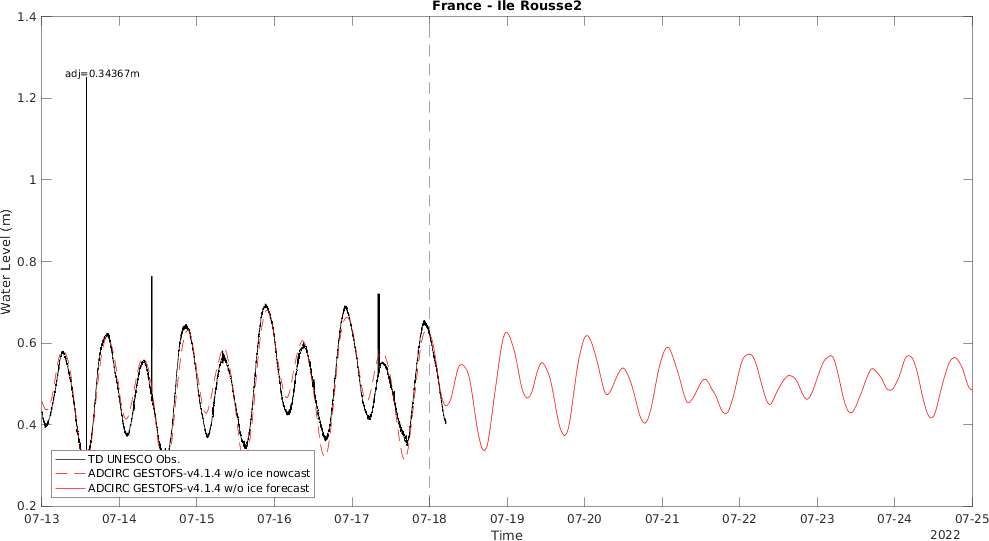 France - Ile Rousse2
1.4
1.2
1
0.8
0.6
0.4
0.2
Water Level (m)
adj=0.34367m
TD UNESCO Obs.
ADCIRC GESTOFS-v4.1.4 w/o ice nowcast
ADCIRC GESTOFS-v4.1.4 w/o ice forecast
07-13 07-14 07-15 07-16 07-17 07-18 07-19 07-20 07-21 07-22 07-23 07-24 07-25
Time
2022